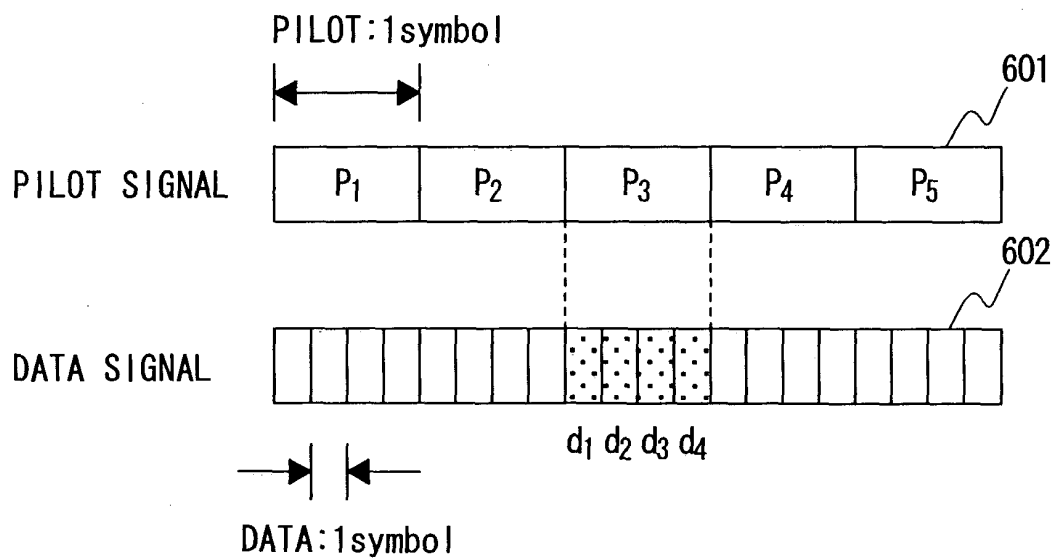 PILOT:1symbol
601
PILOT SIGNAL
P1 P2 P3 P4 P5
602
DATA SIGNAL
d1 d2 d3 d4
DATA:1symbol